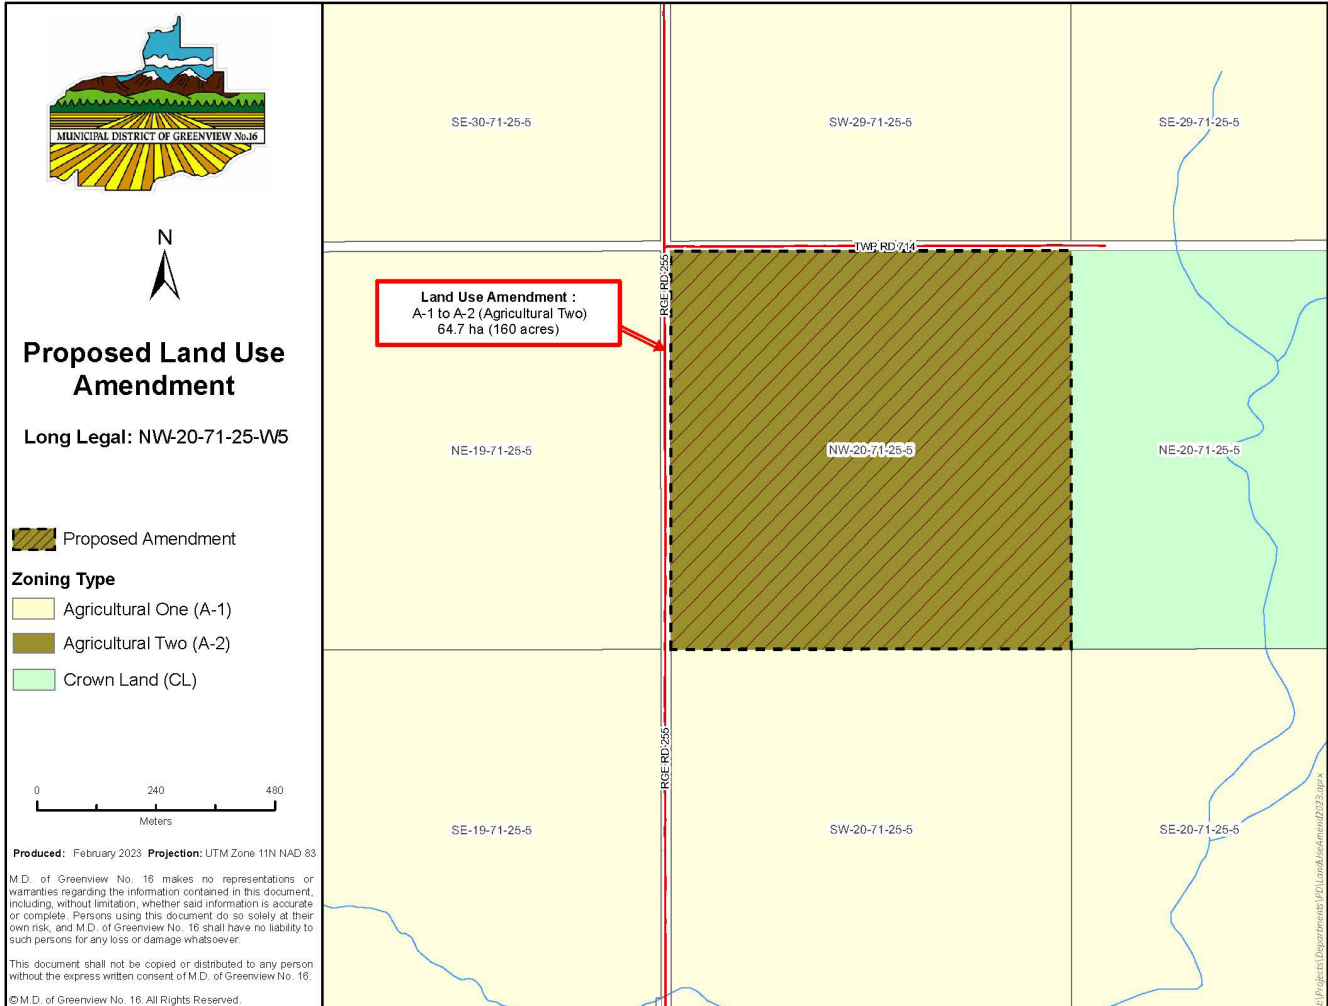 MUNICIPAL DISTRICT OF GREENVIEW No.16
N
Proposed Land Use
Amendment
Long Legal: NW-20-71-25-W5
Proposed Amendment
Zoning Type
Agricultural One (A-1)
Agricultural Two (A-2)
Crown Land (CL)
0 240 480
Meters
Produced: February 2023 Projection: UTM Zone 11N NAD 83
M.D. of Greenview No. 16 makes no representations or
warranties regarding the information contained in this document,
including, without limitation, whether said information is accurate
or complete. Persons using this document do so solely at their
own risk, and M.D. of Greenview No. 16 shall have no liability to
such persons for any loss or damage whatsoever.
This document shall not be copied or distributed to any person
without the express written consent of M.D. of Greenview No. 16.
© M.D. of Greenview No. 16. All Rights Reserved.
SE-30-71-25-5
SW-29-71-25-5
SE-29-71-25-5
TWP RD 714
RGE RD 255
Land Use Amendment :
A-1 to A-2 (Agricultural Two)
64.7 ha (160 acres)
NE-19-71-25-5
NW-20-71-25-5
NE-20-71-25-5
RGE RD 255
SE-19-71-25-5
SW-20-71-25-5
SE-20-71-25-5
:\Projects\Departments\PD\LandUseAmend2023.aprx